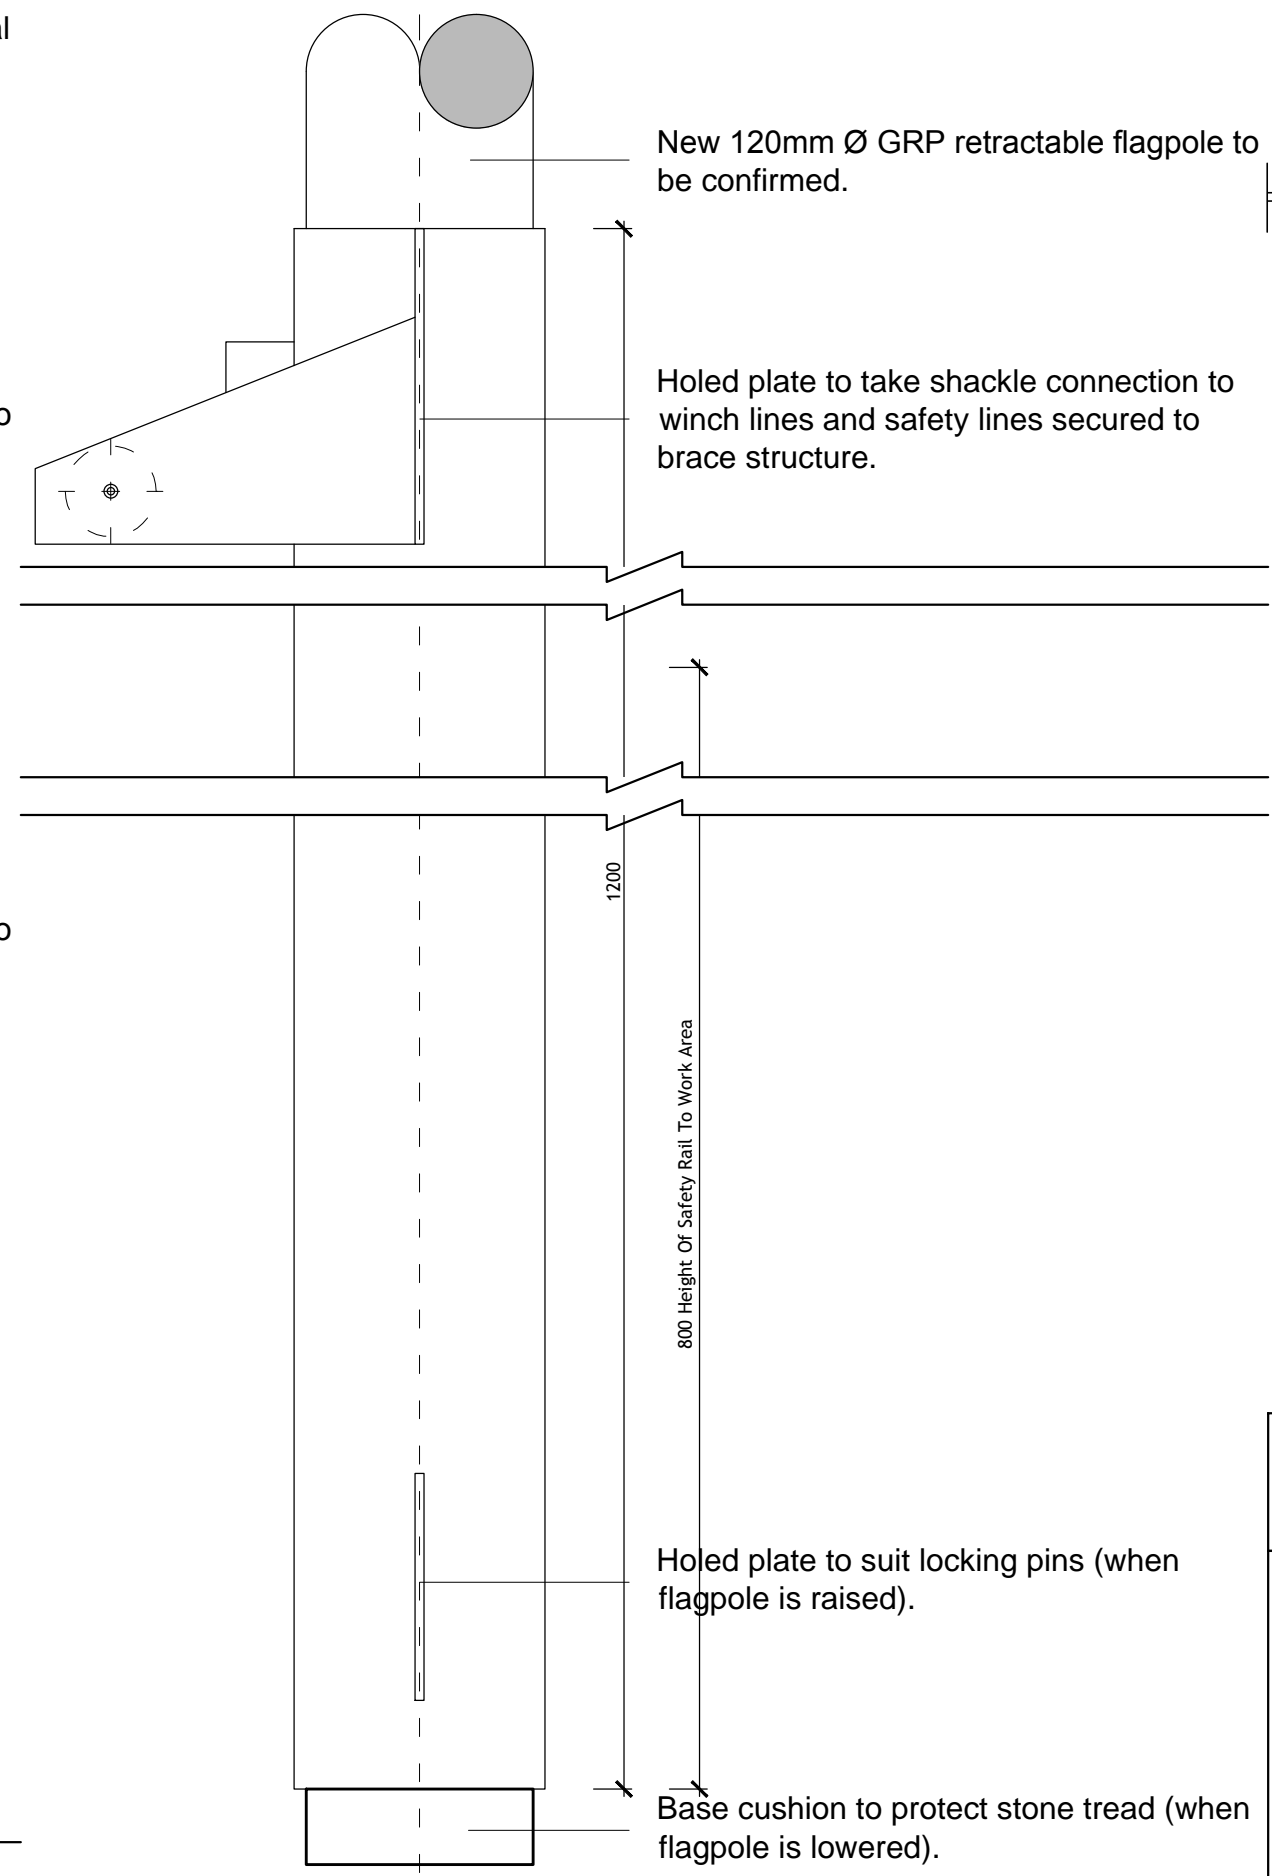 al
New 120mm Ø GRP retractable flagpole to
be confirmed.
Holed plate to take shackle connection to
winch lines and safety lines secured to
brace structure.
o
1200
o
800 Height Of Safety Rail To Work Area
Holed plate to suit locking pins (when
flagpole is raised).
Base cushion to protect stone tread (when
flagpole is lowered).